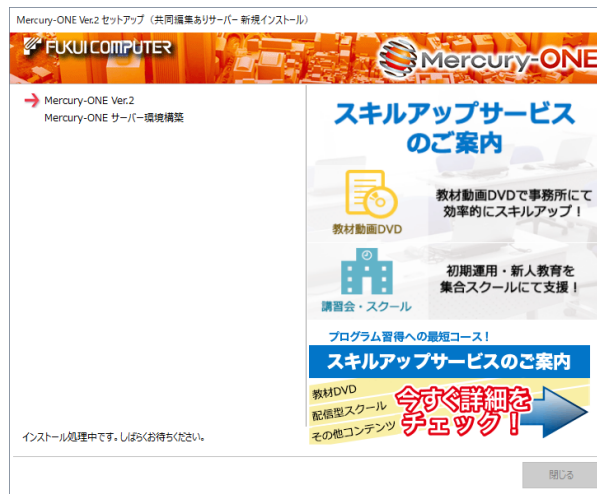 Mercury-ONE Ver.2 セットアップ（共同編集ありサーバー 新規インストール）
FUKUI COMPUTER
Mercury-ONE
Mercury-ONE Ver.2
Mercury-ONE サーバー環境構築
スキルアップサービス
のご案内
教材動画DVD
教材動画DVDで事務所にて
効率的にスキルアップ！
講習会・スクール
初期運用・新人教育を
集合スクールにて支援！
プログラム習得への最短コース！
スキルアップサービスのご案内
教材DVD
配信型スクール
その他コンテンツ
今すぐ詳細を
チェック！
インストール処理中です。しばらくお待ちください。
閉じる